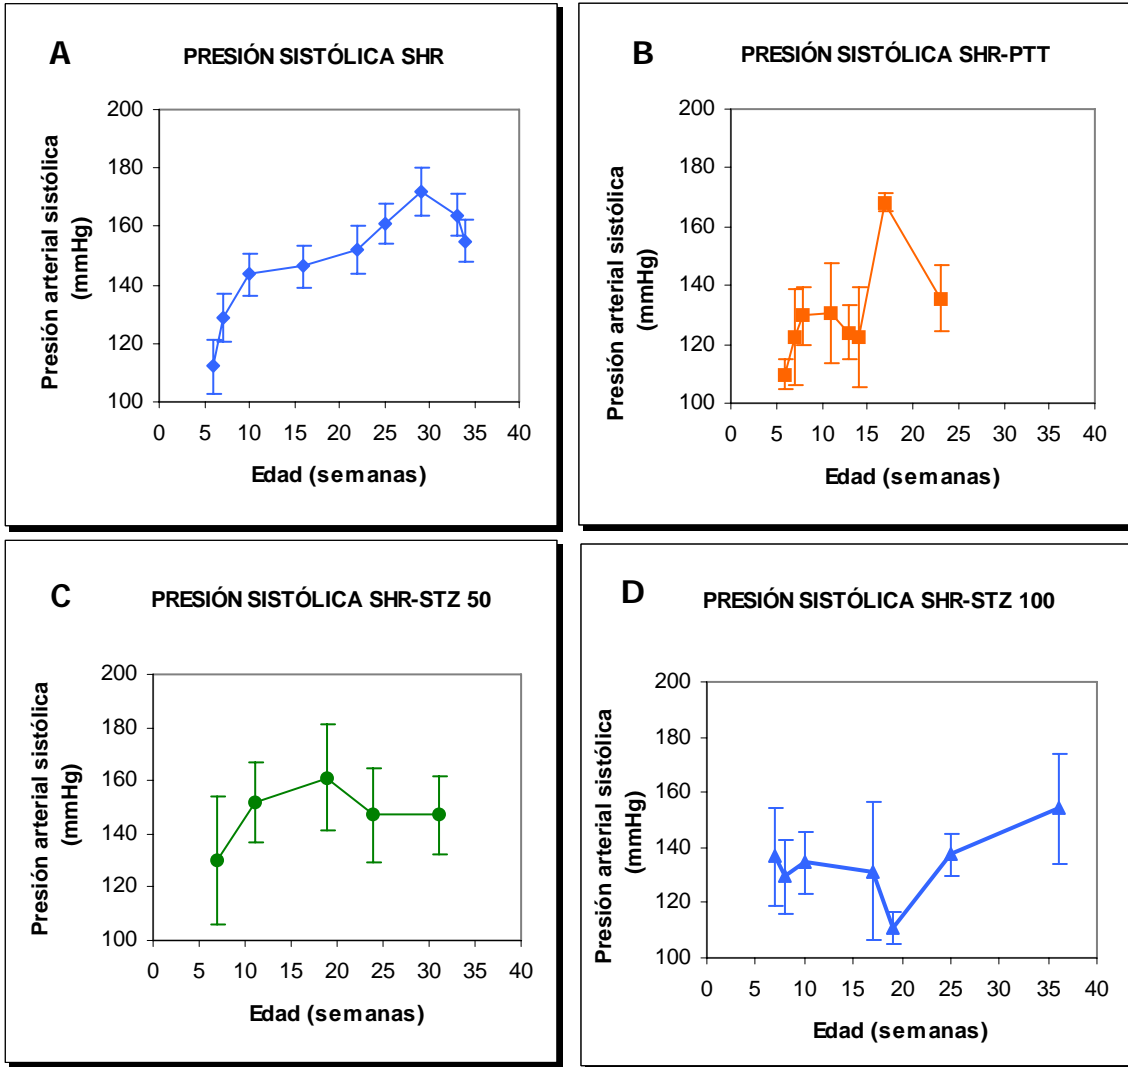 A
PRESIÓN SISTÓLICA SHR
Presión arterial sistólica
(mmHg)
200
180
160
140
120
100
0 5 10 15 20 25 30 35 40
Edad (semanas)
B
PRESIÓN SISTÓLICA SHR-PTT
Presión arterial sistólica
(mmHg)
200
180
160
140
120
100
0 5 10 15 20 25 30 35 40
Edad (semanas)
C
PRESIÓN SISTÓLICA SHR-STZ 50
Presión arterial sistólica
(mmHg)
200
180
160
140
120
100
0 5 10 15 20 25 30 35 40
Edad (semanas)
D
PRESIÓN SISTÓLICA SHR-STZ 100
Presión arterial sistólica
(mmHg)
200
180
160
140
120
100
0 5 10 15 20 25 30 35 40
Edad (semanas)